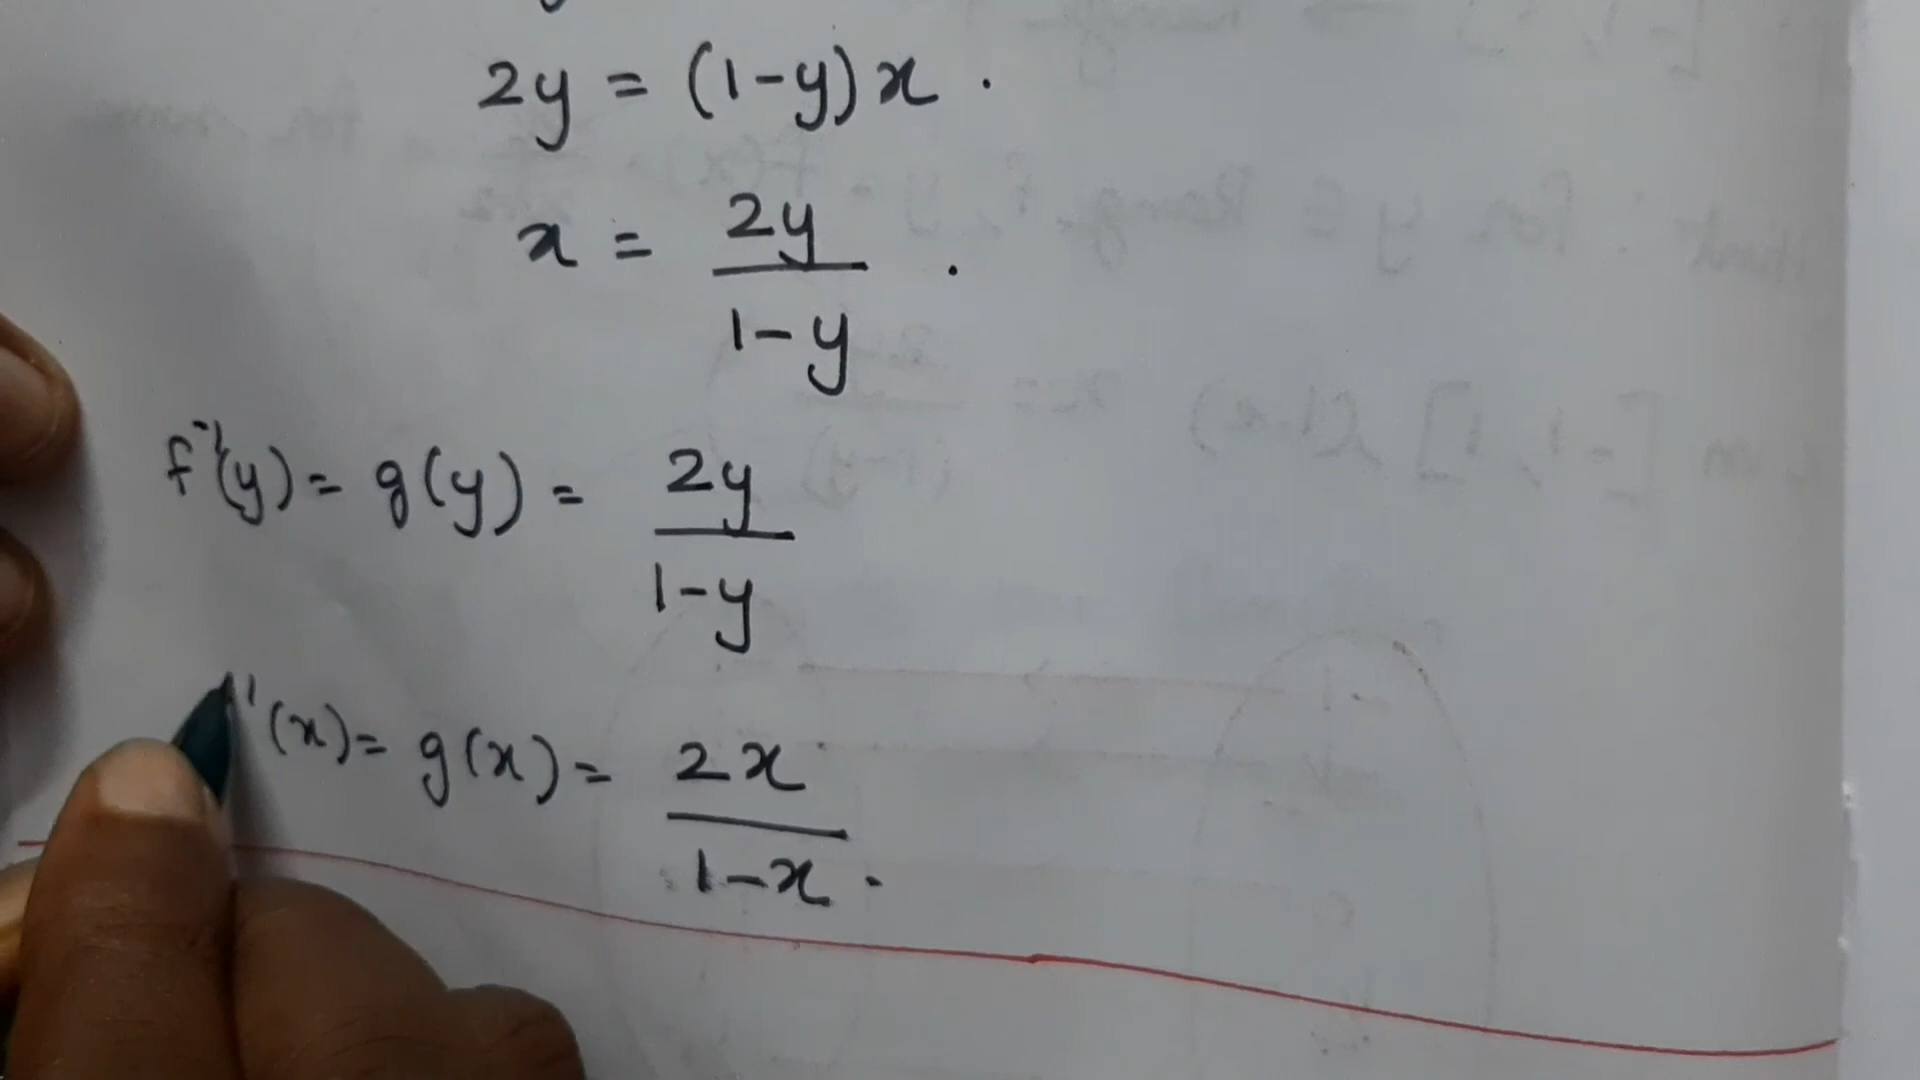 2y = (1-y)x.
x = 2y / 1-y.
f⁻¹(y) = g(y) = 2y / 1-y
⁻¹(x) = g(x) = 2x / 1-x.